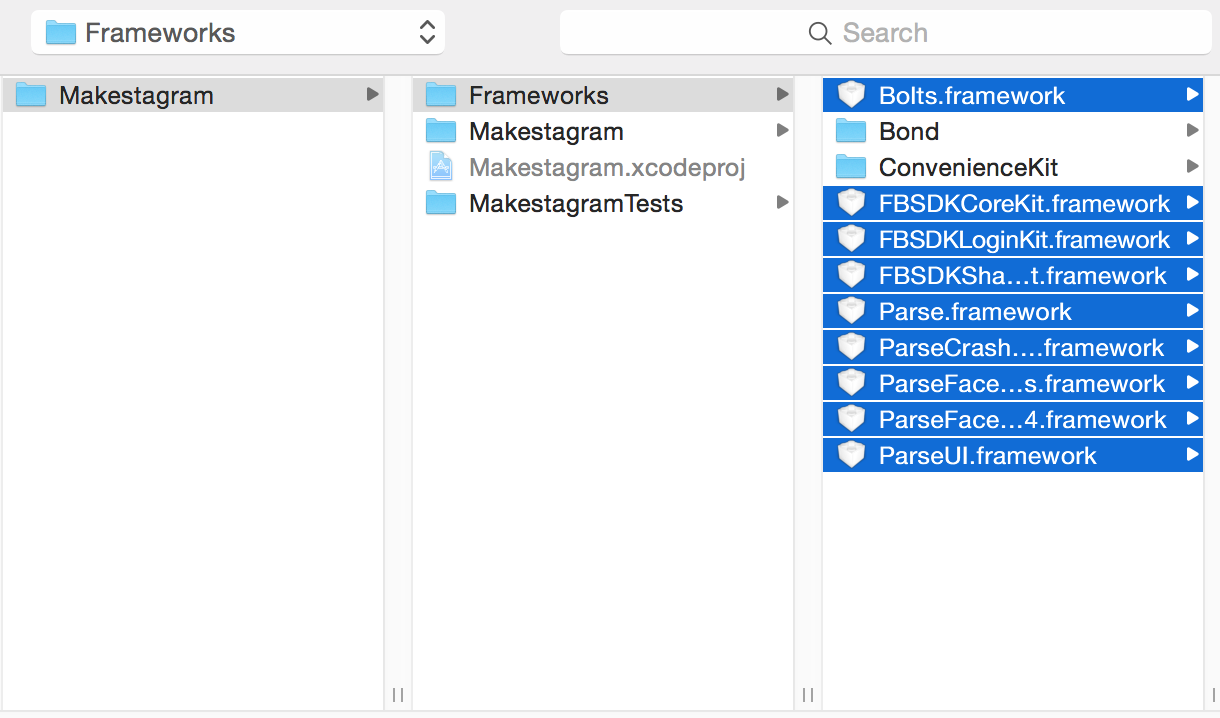 Frameworks
Search
Makestagram
Frameworks
Makestagram
Makestagram.xcodeproj
MakestagramTests
Bolts.framework
Bond
ConvenienceKit
FBSDKCoreKit.framework
FBSDKLoginKit.framework
FBSDKSha...t.framework
Parse.framework
ParseCrash....framework
ParseFace...s.framework
ParseFace...4.framework
ParseUI.framework